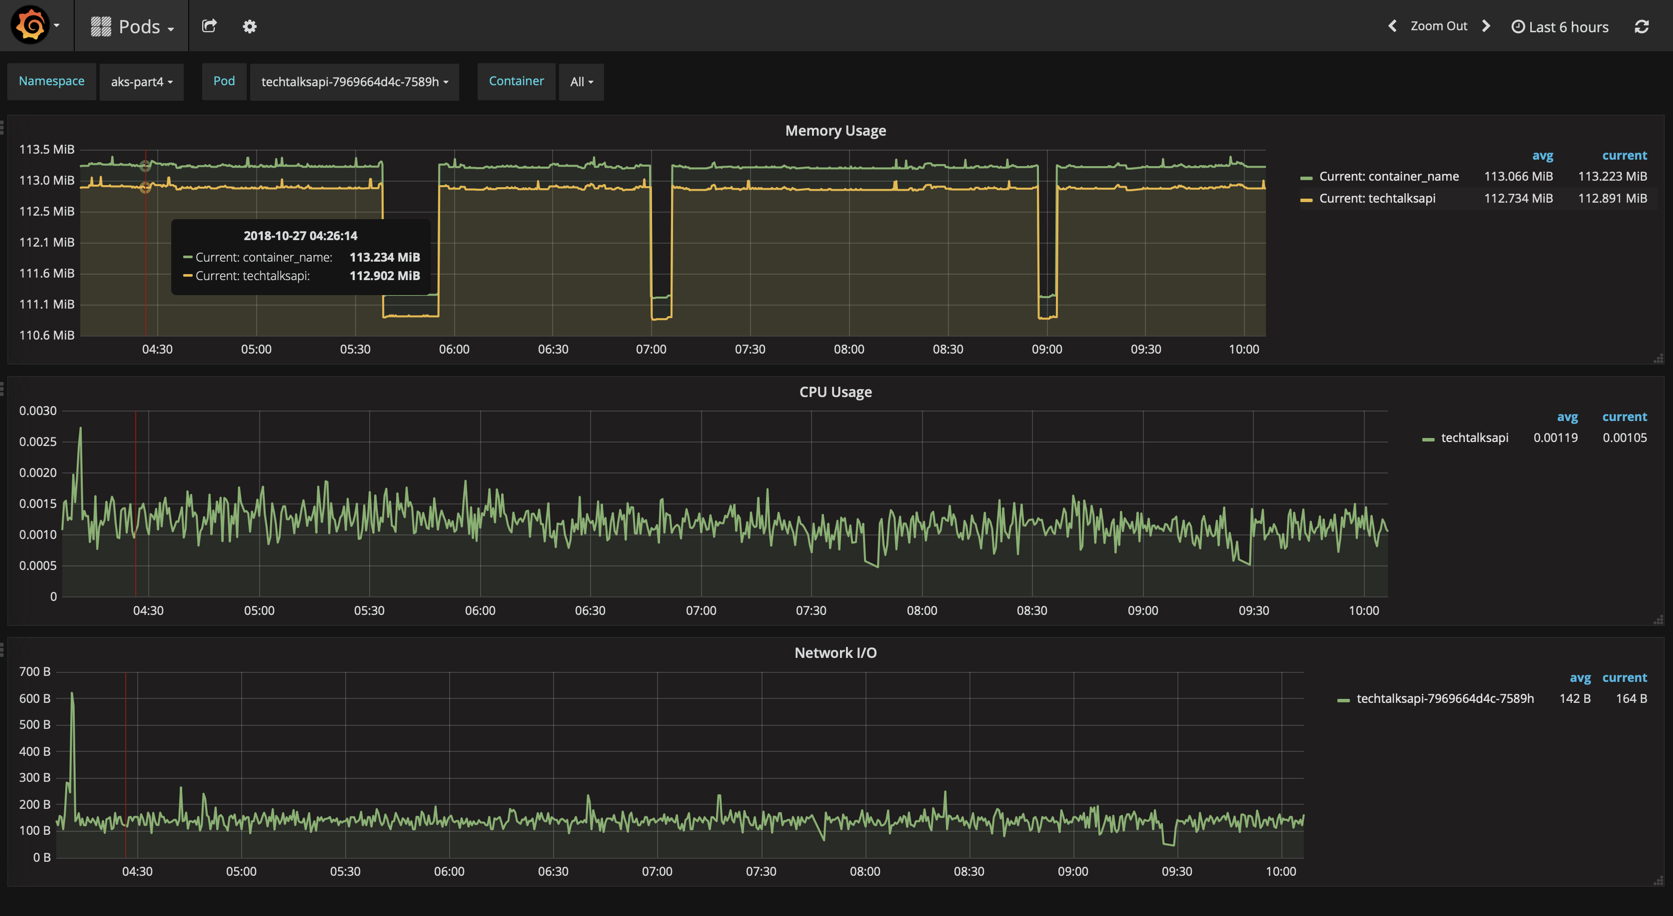 Pods
Zoom Out
Last 6 hours
Namespace aks-part4 Pod techtalksapi-7969664d4c-7589h Container All
Memory Usage
113.5 MiB
113.0 MiB
112.5 MiB
112.1 MiB
111.6 MiB
111.1 MiB
110.6 MiB
04:30 05:00 05:30 06:00 06:30 07:00 07:30 08:00 08:30 09:00 09:30 10:00
2018-10-27 04:26:14
Current: container_name: 113.234 MiB
Current: techtalksapi: 112.902 MiB
avg current
Current: container_name 113.066 MiB 113.223 MiB
Current: techtalksapi 112.734 MiB 112.891 MiB
CPU Usage
0.0030
0.0025
0.0020
0.0015
0.0010
0.0005
0
04:30 05:00 05:30 06:00 06:30 07:00 07:30 08:00 08:30 09:00 09:30 10:00
avg current
techtalksapi 0.00119 0.00105
Network I/O
700 B
600 B
500 B
400 B
300 B
200 B
100 B
0 B
04:30 05:00 05:30 06:00 06:30 07:00 07:30 08:00 08:30 09:00 09:30 10:00
avg current
techtalksapi-7969664d4c-7589h 142 B 164 B